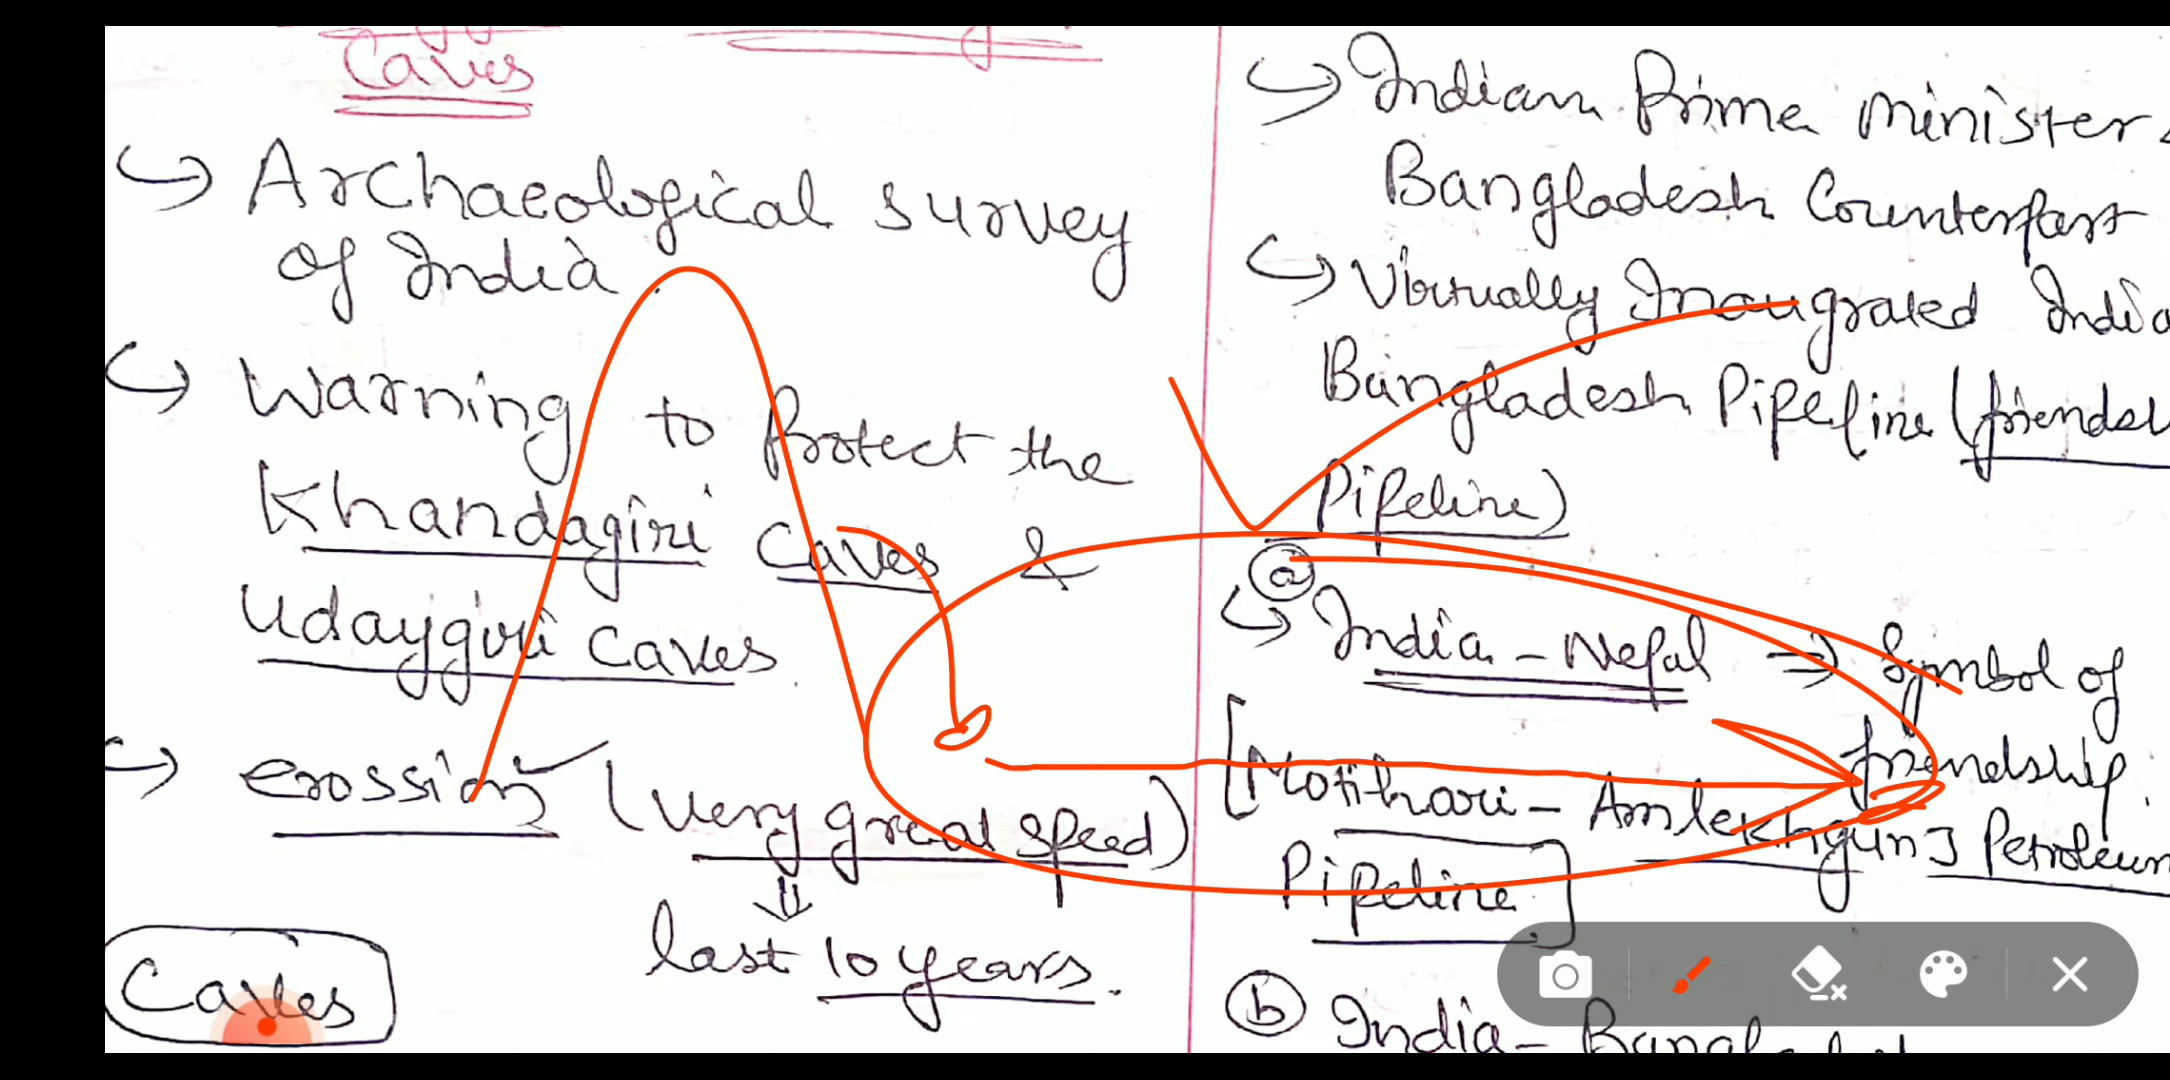 Caves
↪ Archaeological survey
of India.
↪ Warning to Protect the
Khandagiri Caves &
Udaygiri Caves.
↪ erossion (very great speed)
⇓
last 10 years.
Caves
↪ Indian Prime Minister
Bangladesh Counterpart
↪ Virtually Inaugrated India
Bangladesh Pipeline (friendsh
Pipeline)
ⓐ
↪ India - Nepal ⇒ Symbol of
friendship.
[Motihari - Amlekhgunj Petroleum
Pipeline]
ⓑ India -